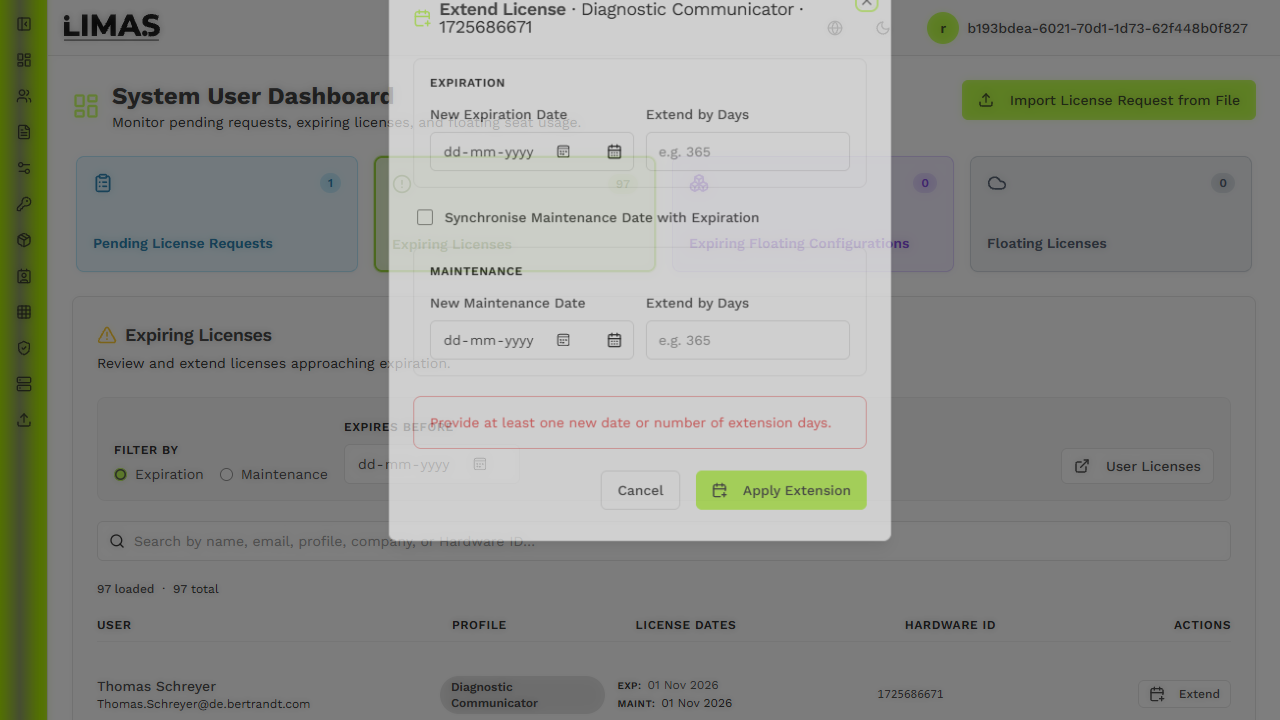 LIMAS
r b193bdea-6021-70d1-1d73-62f448b0f827
Extend License · Diagnostic Communicator ·
1725686671
System User Dashboard
Monitor pending requests, expiring licenses, and floating seat usage.
Import License Request from File
1
Pending License Requests
97
Expiring Licenses
0
Expiring Floating Configurations
0
Floating Licenses
EXPIRATION
New Expiration Date
Extend by Days
dd-mm-yyyy
e.g. 365
Synchronise Maintenance Date with Expiration
MAINTENANCE
New Maintenance Date
Extend by Days
dd-mm-yyyy
e.g. 365
Provide at least one new date or number of extension days.
Cancel
Apply Extension
Expiring Licenses
Review and extend licenses approaching expiration.
FILTER BY
Expiration
Maintenance
EXPIRES BEFORE
dd-mm-yyyy
User Licenses
Search by name, email, profile, company, or Hardware ID...
97 loaded · 97 total
USER PROFILE LICENSE DATES HARDWARE ID ACTIONS
Thomas Schreyer
Thomas.Schreyer@de.bertrandt.com
Diagnostic
Communicator
EXP: 01 Nov 2026
MAINT: 01 Nov 2026
1725686671
Extend